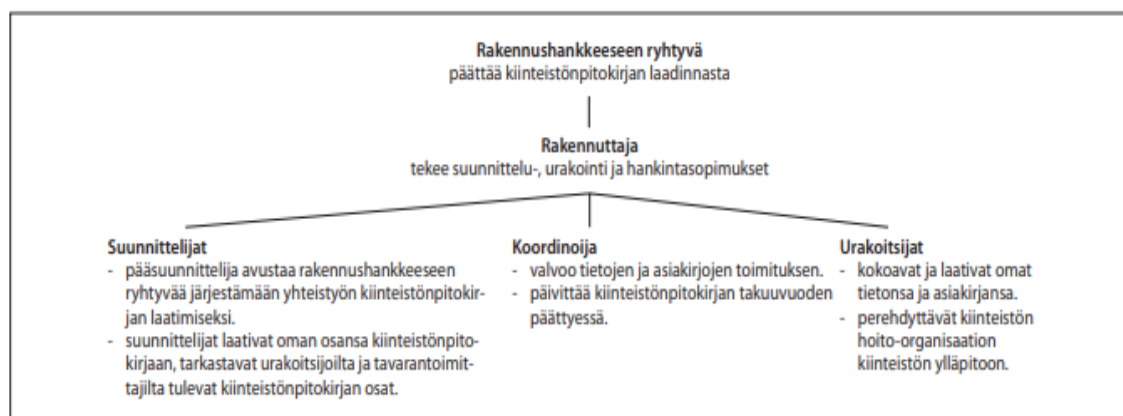 Rakennushankkeeseen ryhtyvä
päättää kiinteistönpitokirjan laadinnasta
Rakennuttaja
tekee suunnittelu-, urakointi ja hankintasopimukset
Suunnittelijat
- pääsuunnittelija avustaa rakennushankkeeseen
ryhtyvää järjestämään yhteistyön kiinteistönpitokir-
jan laatimiseksi.
- suunnittelijat laativat oman osansa kiinteistönpito-
kirjaan, tarkastavat urakoitsijoilta ja tavarantoimit-
tajilta tulevat kiinteistönpitokirjan osat.
Koordinoija
- valvoo tietojen ja asiakirjojen toimituksen.
- päivittää kiinteistönpitokirjan takuuvuoden
päättyessä.
Urakoitsijat
- kokoavat ja laativat omat
tietonsa ja asiakirjansa.
- perehdyttävät kiinteistön
hoito-organisaation
kiinteistön ylläpitoon.